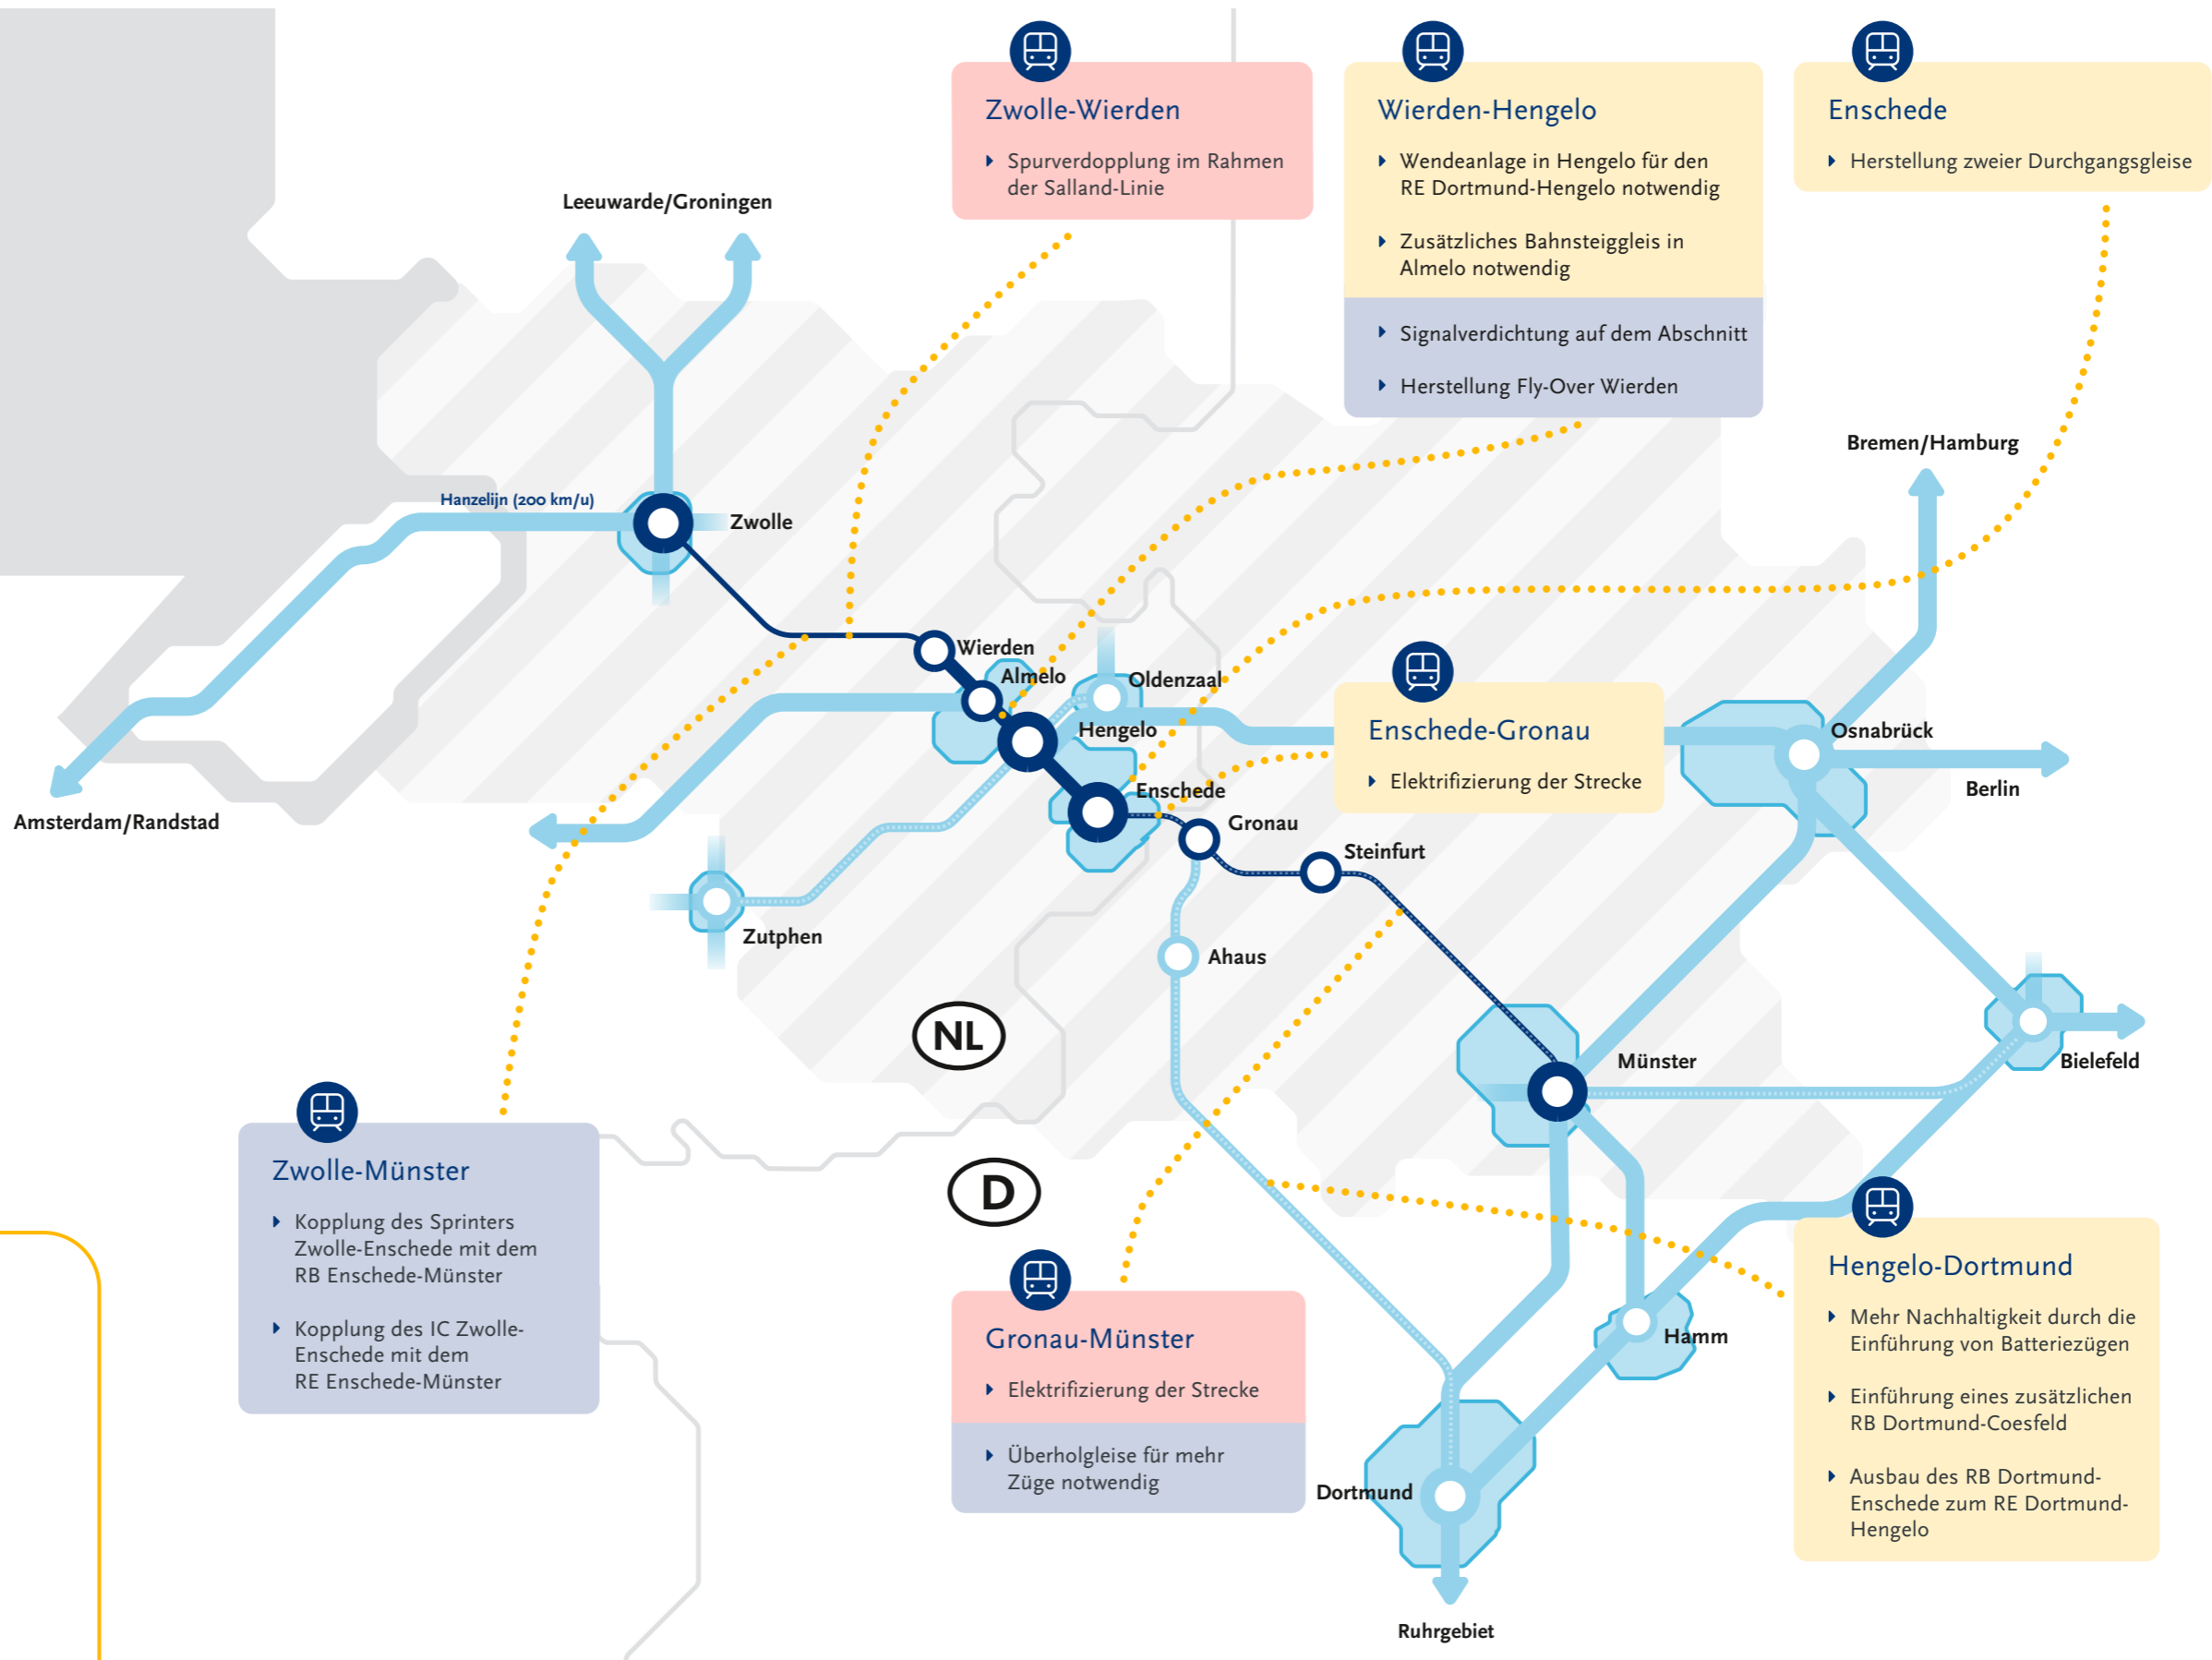 Zwolle-Wierden
Spurverdopplung im Rahmen
der Salland-Linie
Wierden-Hengelo
Wendeanlage in Hengelo für den
RE Dortmund-Hengelo notwendig
Zusätzliches Bahnsteiggleis in
Almelo notwendig
Signalverdichtung auf dem Abschnitt
Herstellung Fly-Over Wierden
Enschede
Herstellung zweier Durchgangsgleise
Leeuwarde/Groningen
Bremen/Hamburg
Hanzelijn (200 km/u)
Zwolle
Wierden
Almelo
Oldenzaal
Hengelo
Enschede
Gronau
Steinfurt
Enschede-Gronau
Elektrifizierung der Strecke
Osnabrück
Berlin
Amsterdam/Randstad
Zutphen
Ahaus
NL
Münster
Bielefeld
D
Zwolle-Münster
Kopplung des Sprinters
Zwolle-Enschede mit dem
RB Enschede-Münster
Kopplung des IC Zwolle-
Enschede mit dem
RE Enschede-Münster
Gronau-Münster
Elektrifizierung der Strecke
Überholgleise für mehr
Züge notwendig
Hamm
Dortmund
Ruhrgebiet
Hengelo-Dortmund
Mehr Nachhaltigkeit durch die
Einführung von Batteriezügen
Einführung eines zusätzlichen
RB Dortmund-Coesfeld
Ausbau des RB Dortmund-
Enschede zum RE Dortmund-
Hengelo